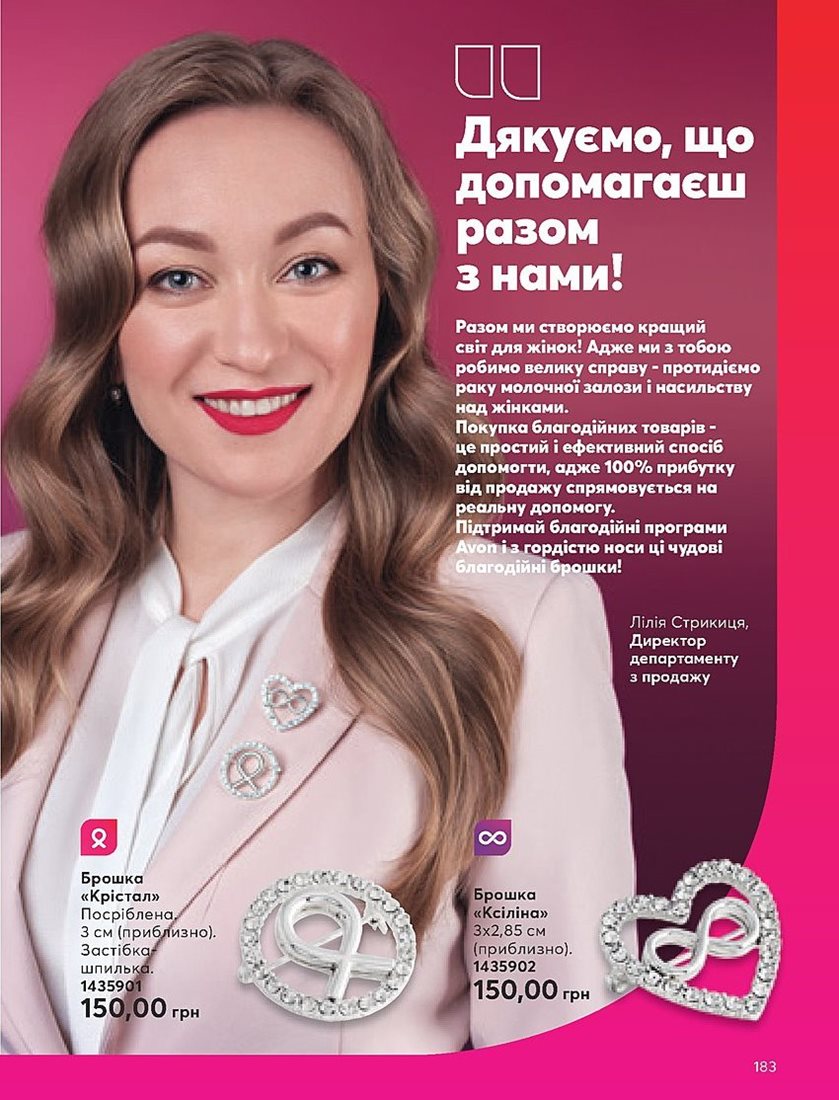 Дякуємо, що
допомагаєш
разом
з нами!
Разом ми створюємо кращий
світ для жінок! Адже ми з тобою
робимо велику справу - протидіємо
раку молочної залози і насильству
над жінками.
Покупка благодійних товарів -
це простий і ефективний спосіб
допомогти, адже 100% прибутку
від продажу спрямовується на
реальну допомогу.
Підтримай благодійні програми
Avon і з гордістю носи ці чудові
благодійні брошки!
Лілія Стрикиця,
Директор
департаменту
з продажу
Брошка
«Крістал»
Посріблена.
3 см (приблизно).
Застібка-
шпилька.
1435901
150,00 грн
Брошка
«Ксіліна»
3х2,85 см
(приблизно).
1435902
150,00 грн
183